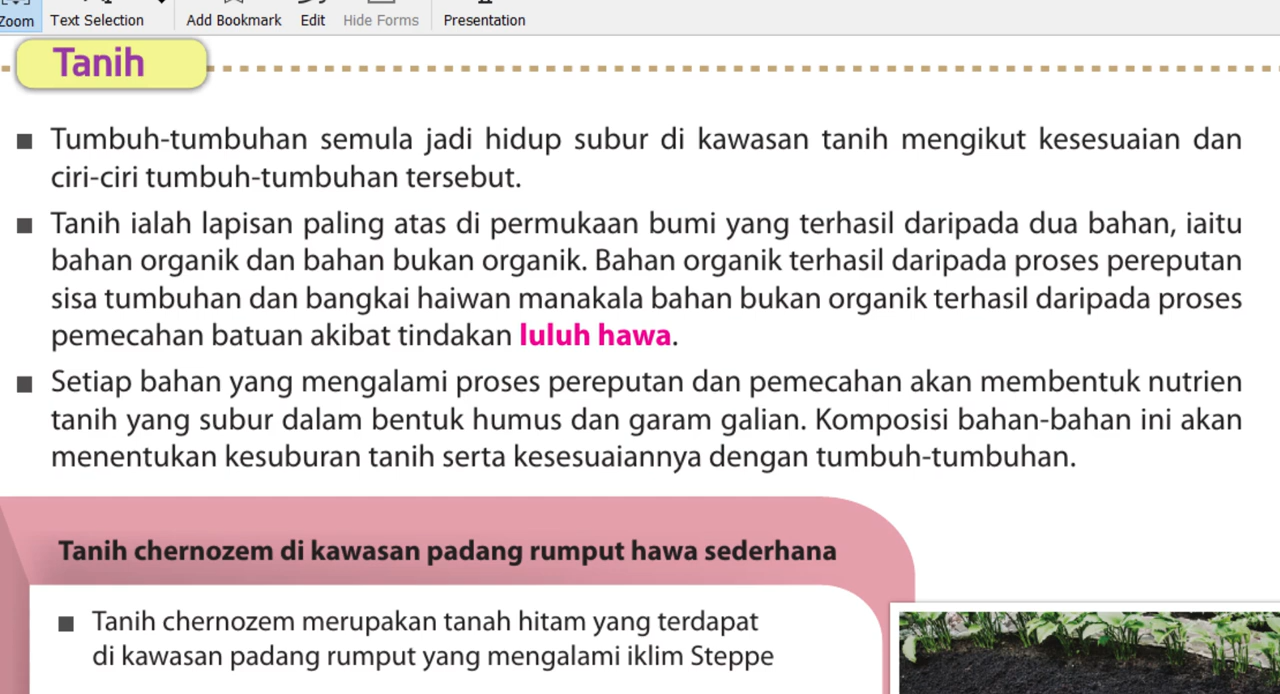 Zoom Text Selection Add Bookmark Edit Hide Forms Presentation
Tanih
Tumbuh-tumbuhan semula jadi hidup subur di kawasan tanih mengikut kesesuaian dan
ciri-ciri tumbuh-tumbuhan tersebut.
Tanih ialah lapisan paling atas di permukaan bumi yang terhasil daripada dua bahan, iaitu
bahan organik dan bahan bukan organik. Bahan organik terhasil daripada proses pereputan
sisa tumbuhan dan bangkai haiwan manakala bahan bukan organik terhasil daripada proses
pemecahan batuan akibat tindakan luluh hawa.
Setiap bahan yang mengalami proses pereputan dan pemecahan akan membentuk nutrien
tanih yang subur dalam bentuk humus dan garam galian. Komposisi bahan-bahan ini akan
menentukan kesuburan tanih serta kesesuaiannya dengan tumbuh-tumbuhan.
Tanih chernozem di kawasan padang rumput hawa sederhana
Tanih chernozem merupakan tanah hitam yang terdapat
di kawasan padang rumput yang mengalami iklim Steppe